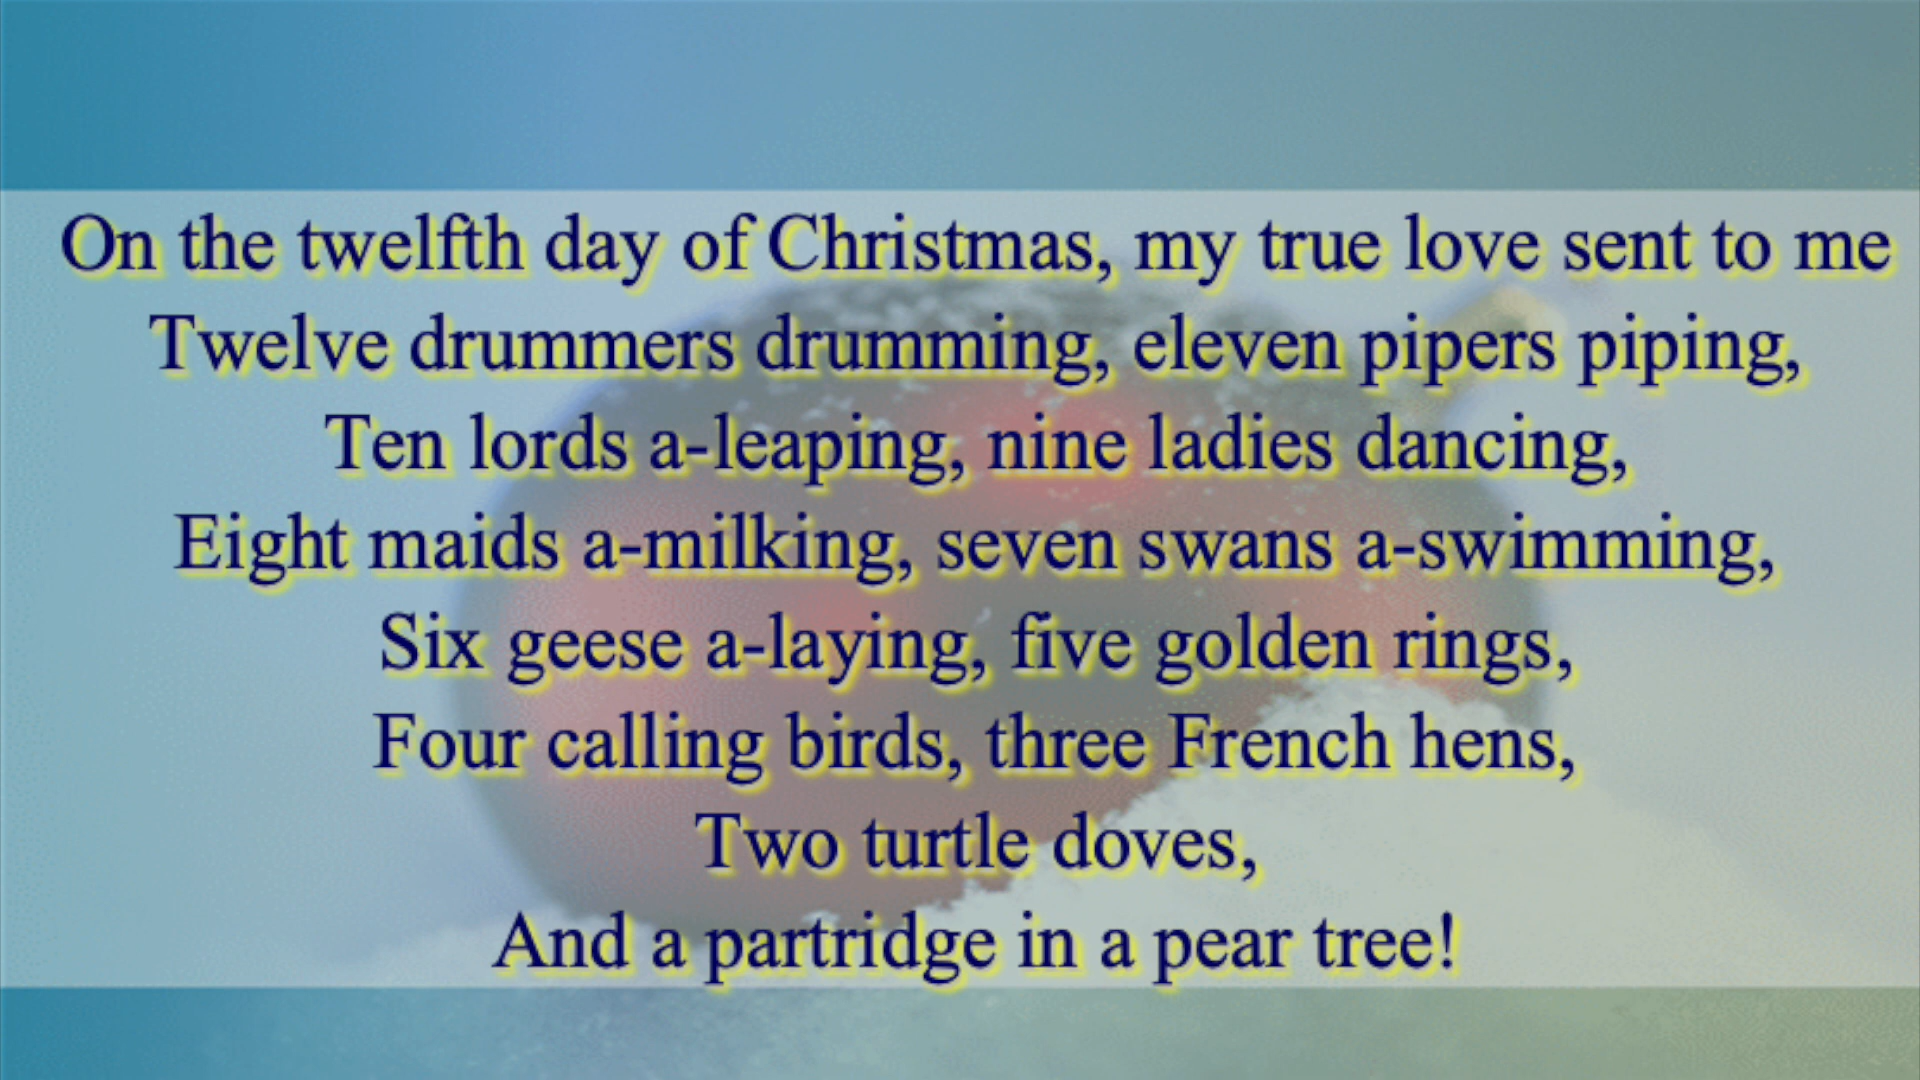 On the twelfth day of Christmas, my true love sent to me
Twelve drummers drumming, eleven pipers piping,
Ten lords a-leaping, nine ladies dancing,
Eight maids a-milking, seven swans a-swimming,
Six geese a-laying, five golden rings,
Four calling birds, three French hens,
Two turtle doves,
And a partridge in a pear tree!